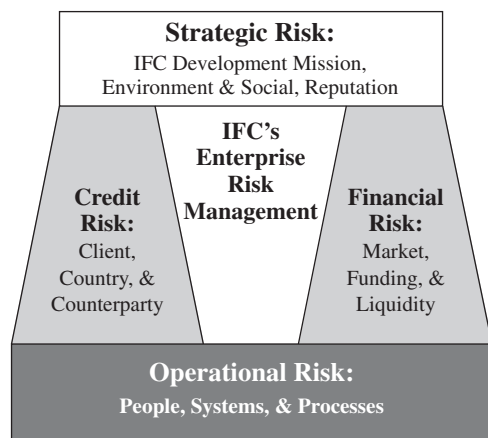 Strategic Risk:
IFC Development Mission,
Environment & Social, Reputation
IFC's
Enterprise
Risk
Management
Credit
Risk:
Client,
Country, &
Counterparty
Financial
Risk:
Market,
Funding, &
Liquidity
Operational Risk:
People, Systems, & Processes